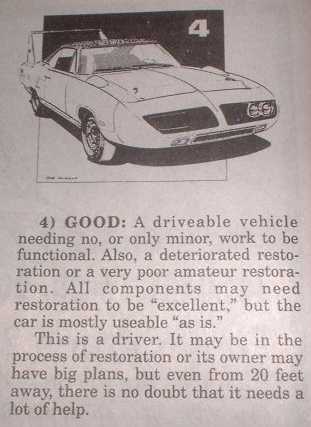 4
4) GOOD: A driveable vehicle
needing no, or only minor, work to be
functional. Also, a deteriorated resto-
ration or a very poor amateur restora-
tion. All components may need
restoration to be “excellent,” but the
car is mostly useable “as is.”
This is a driver. It may be in the
process of restoration or its owner may
have big plans, but even from 20 feet
away, there is no doubt that it needs a
lot of help.